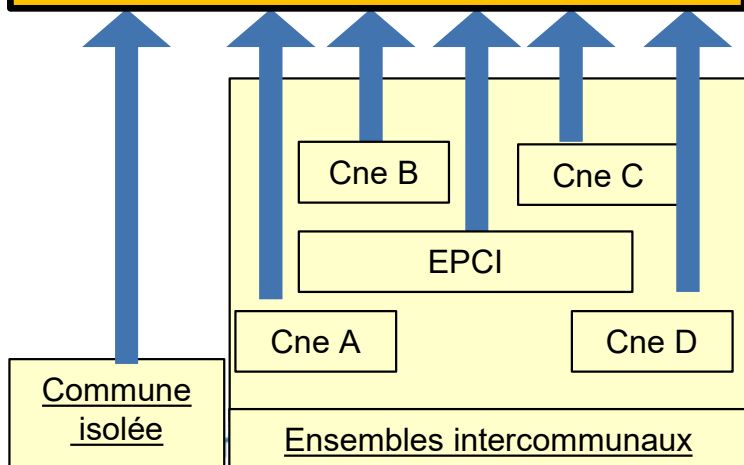 Cne B
Cne C
EPCI
Cne A
Cne D
Commune
isolée
Ensembles intercommunaux